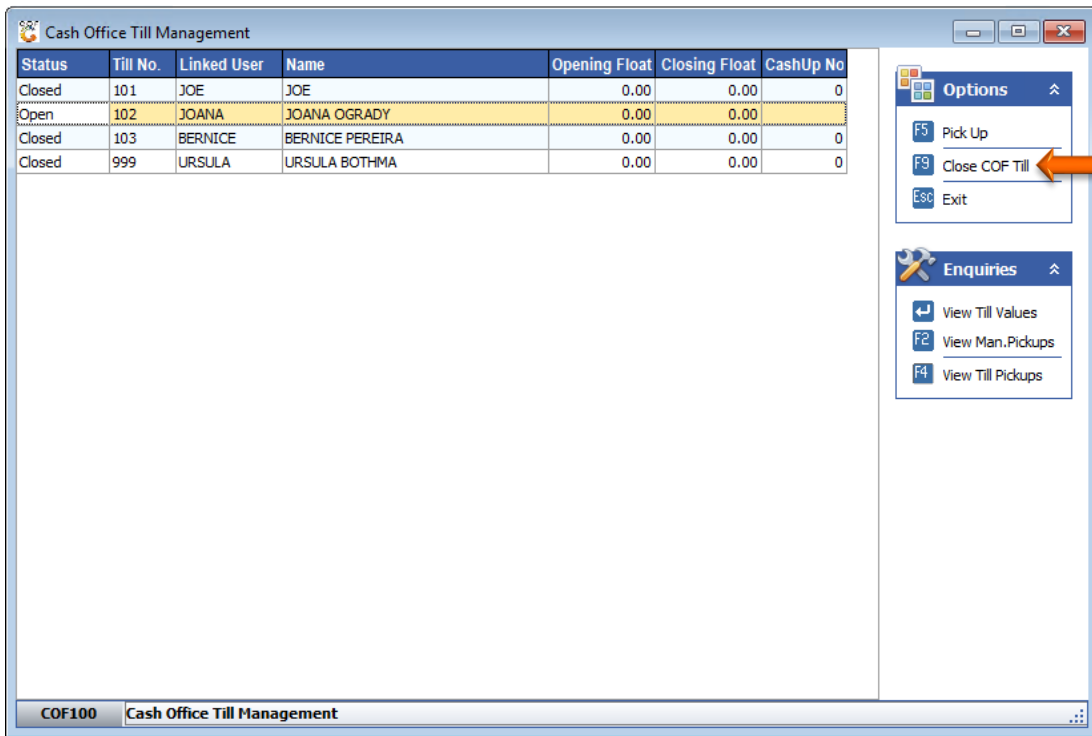 Cash Office Till Management
Status Till No. Linked User Name Opening Float Closing Float CashUp No
Closed 101 JOE JOE 0.00 0.00 0
Open 102 JOANA JOANA OGRADY 0.00 0.00
Closed 103 BERNICE BERNICE PEREIRA 0.00 0.00 0
Closed 999 URSULA URSULA BOTHMA 0.00 0.00 0
Options
F5 Pick Up
F9 Close COF Till
Esc Exit
Enquiries
View Till Values
F2 View Man.Pickups
F4 View Till Pickups
COF100 Cash Office Till Management